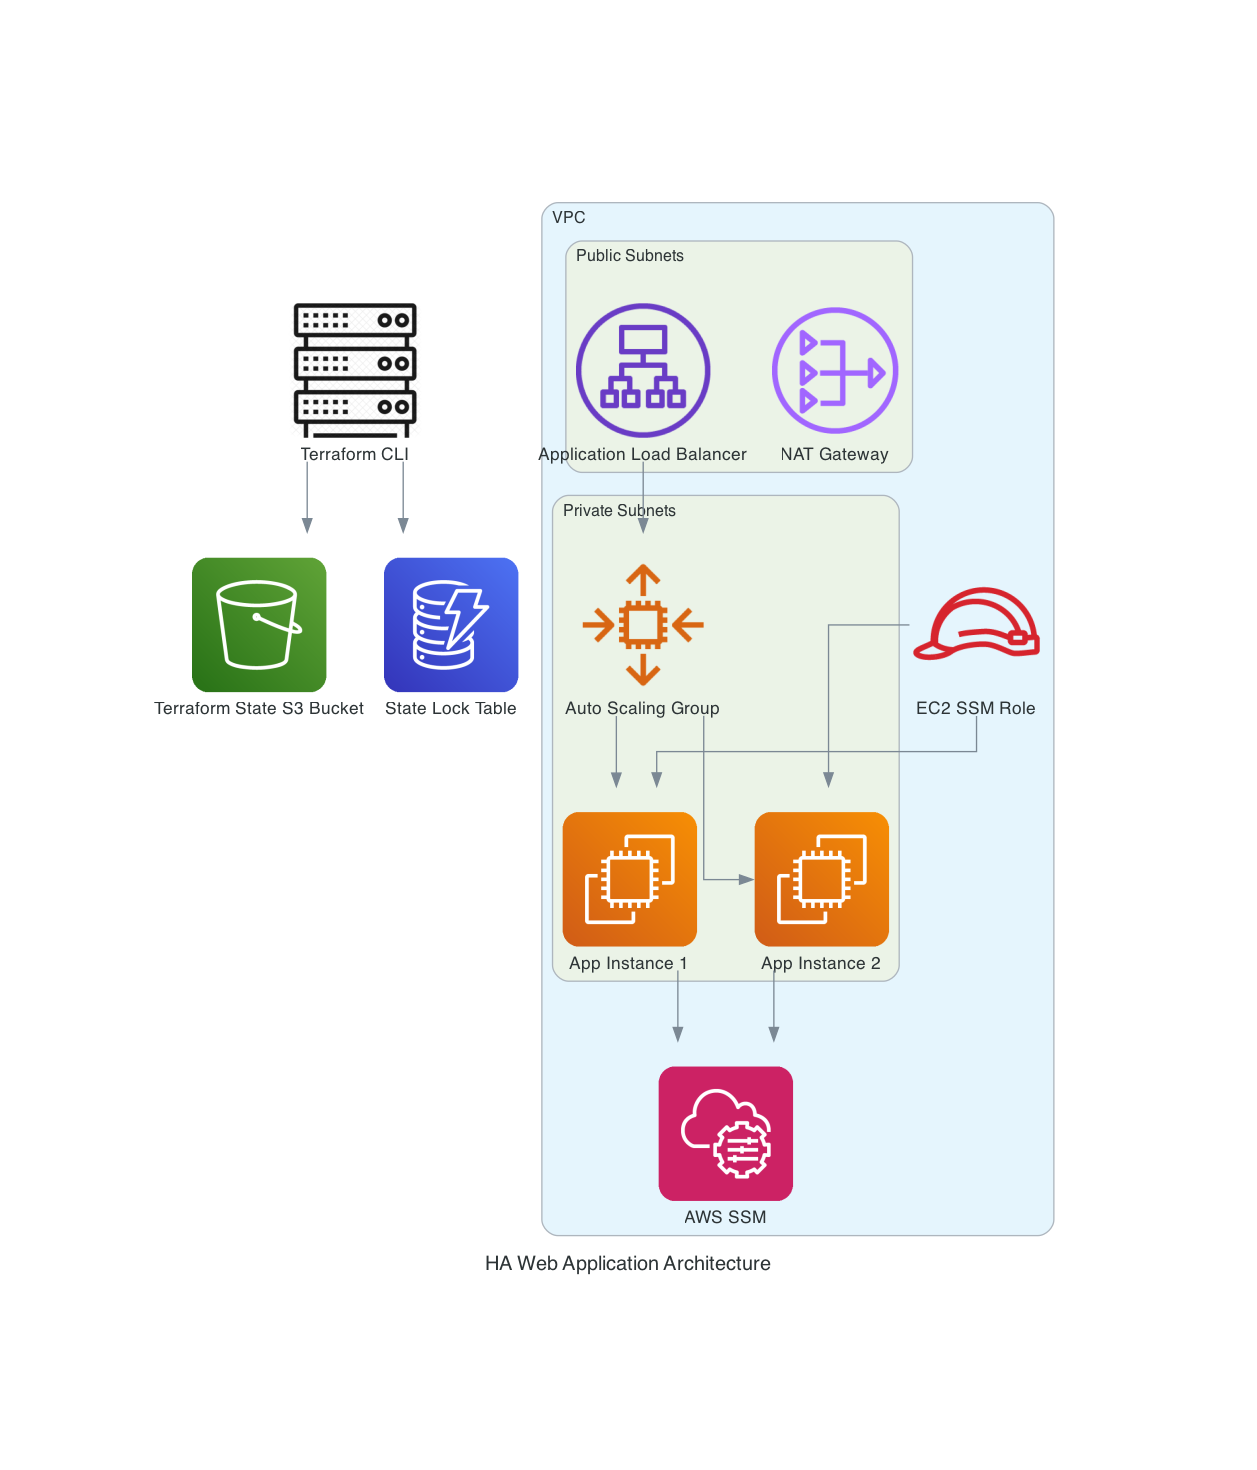 VPC
Public Subnets
Terraform CLI
Application Load Balancer
NAT Gateway
Private Subnets
Terraform State S3 Bucket
State Lock Table
Auto Scaling Group
EC2 SSM Role
App Instance 1
App Instance 2
AWS SSM
HA Web Application Architecture